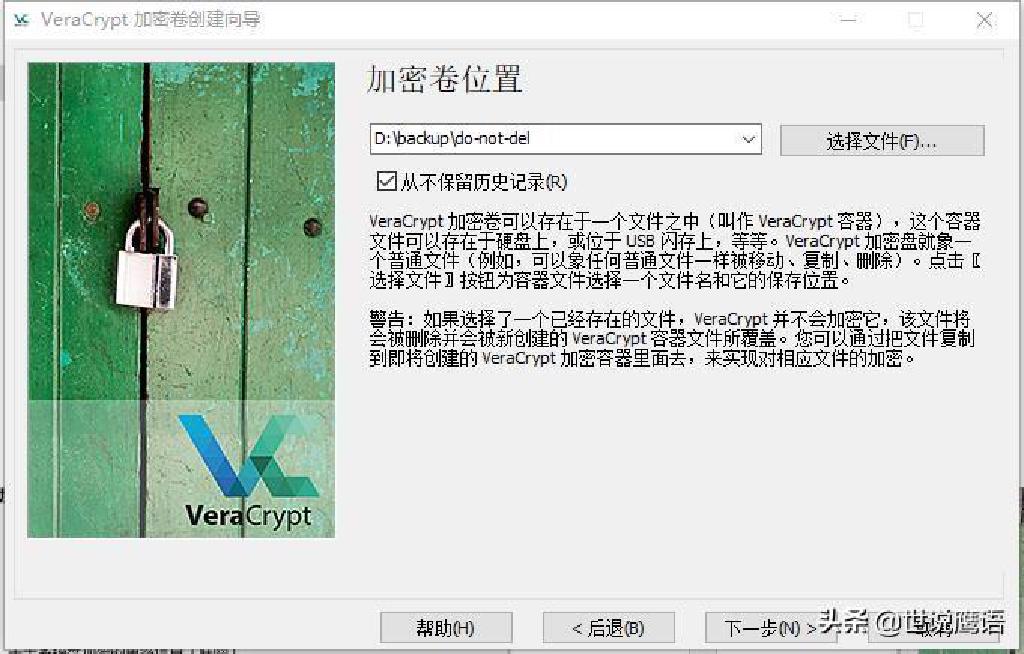 VeraCrypt 加密卷创建向导
加密卷位置
D:\backup\do-not-del
选择文件(F)...
从不保留历史记录(R)
VeraCrypt 加密卷可以存在于一个文件之中（叫作 VeraCrypt 容器），这个容器
文件可以存在于硬盘上，或位于 USB 闪存上，等等。VeraCrypt 加密盘就象一
个普通文件（例如，可以象任何普通文件一样被移动、复制、删除）。点击〖
选择文件〗按钮为容器文件选择一个文件名和它的保存位置。
警告：如果选择了一个已经存在的文件，VeraCrypt 并不会加密它，该文件将
会被删除并会被新创建的 VeraCrypt 容器文件所覆盖。您可以通过把文件复制
到即将创建的 VeraCrypt 加密容器里面去，来实现对相应文件的加密。
VeraCrypt
帮助(H)
< 后退(B)
下一步(N) >
头条 @世说鹰语